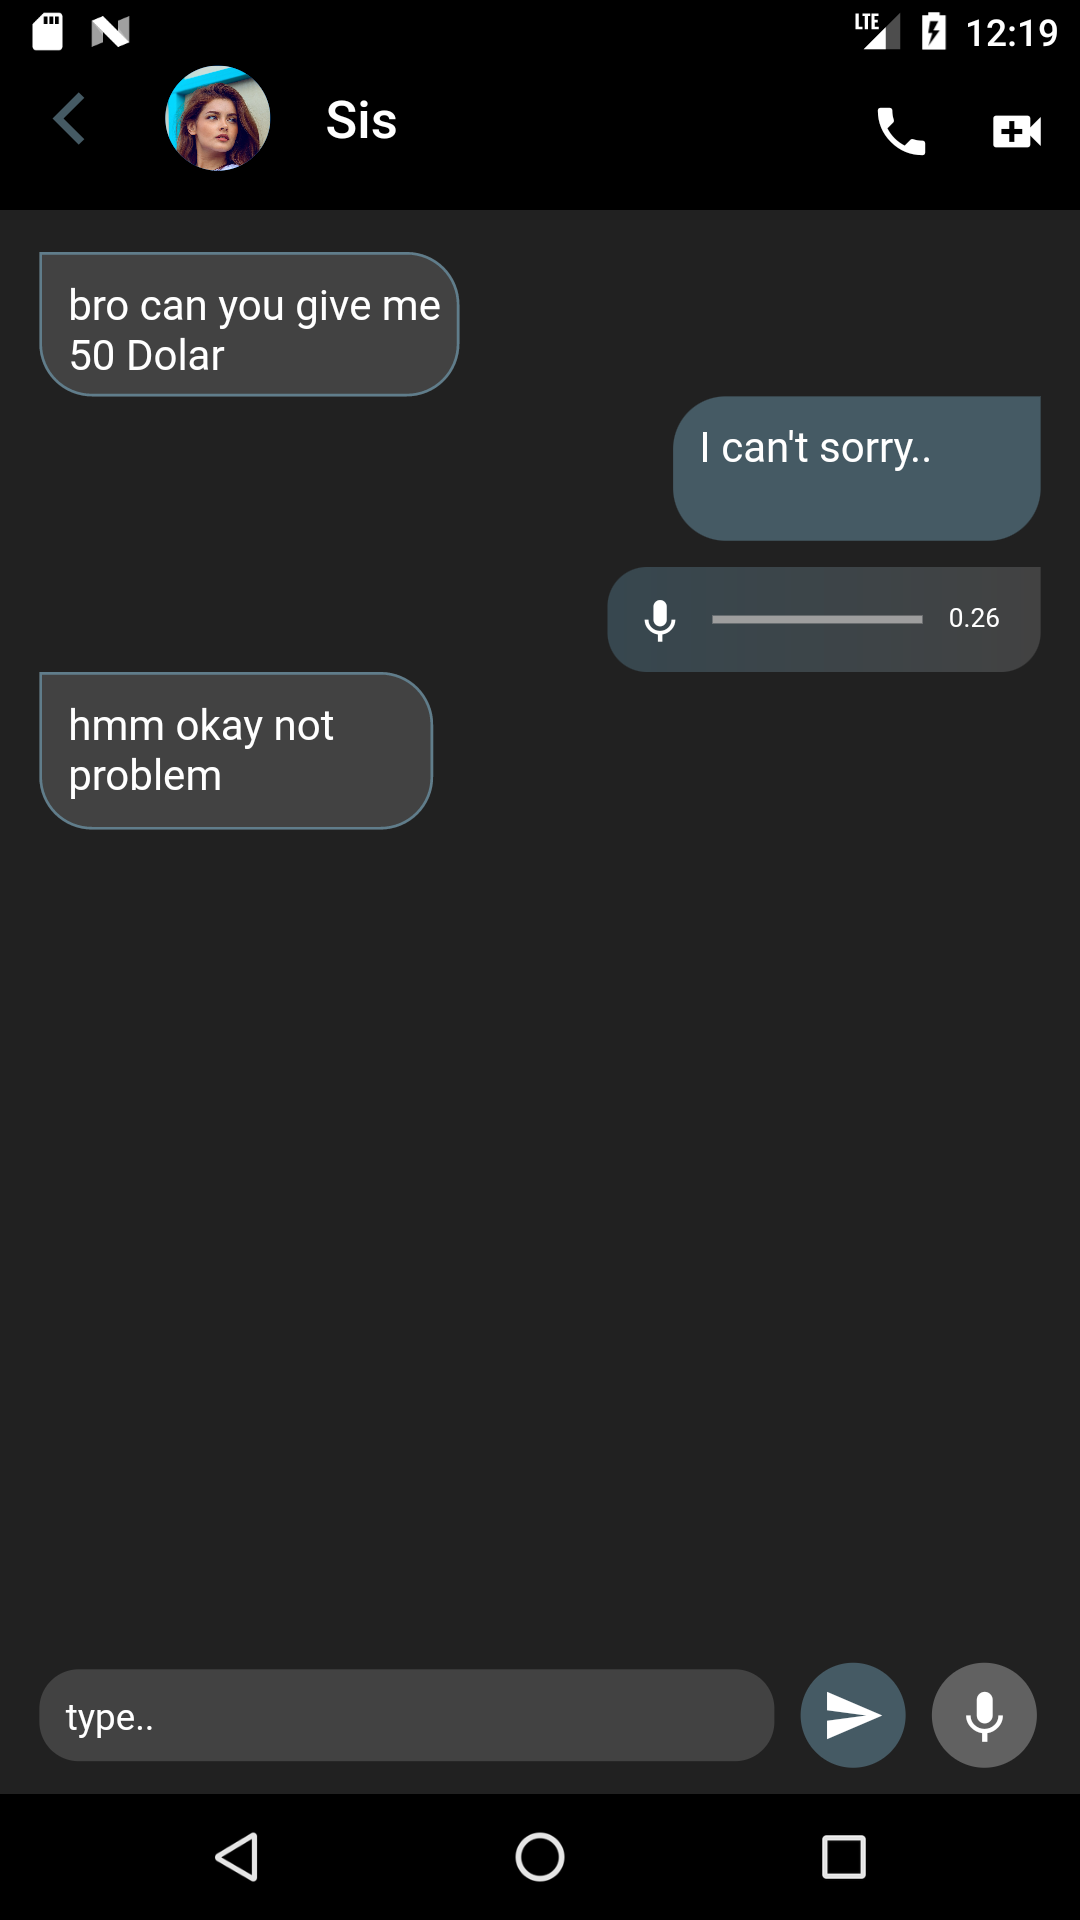 LTE 12:19
Sis
bro can you give me
50 Dolar
I can't sorry..
0.26
hmm okay not
problem
type..